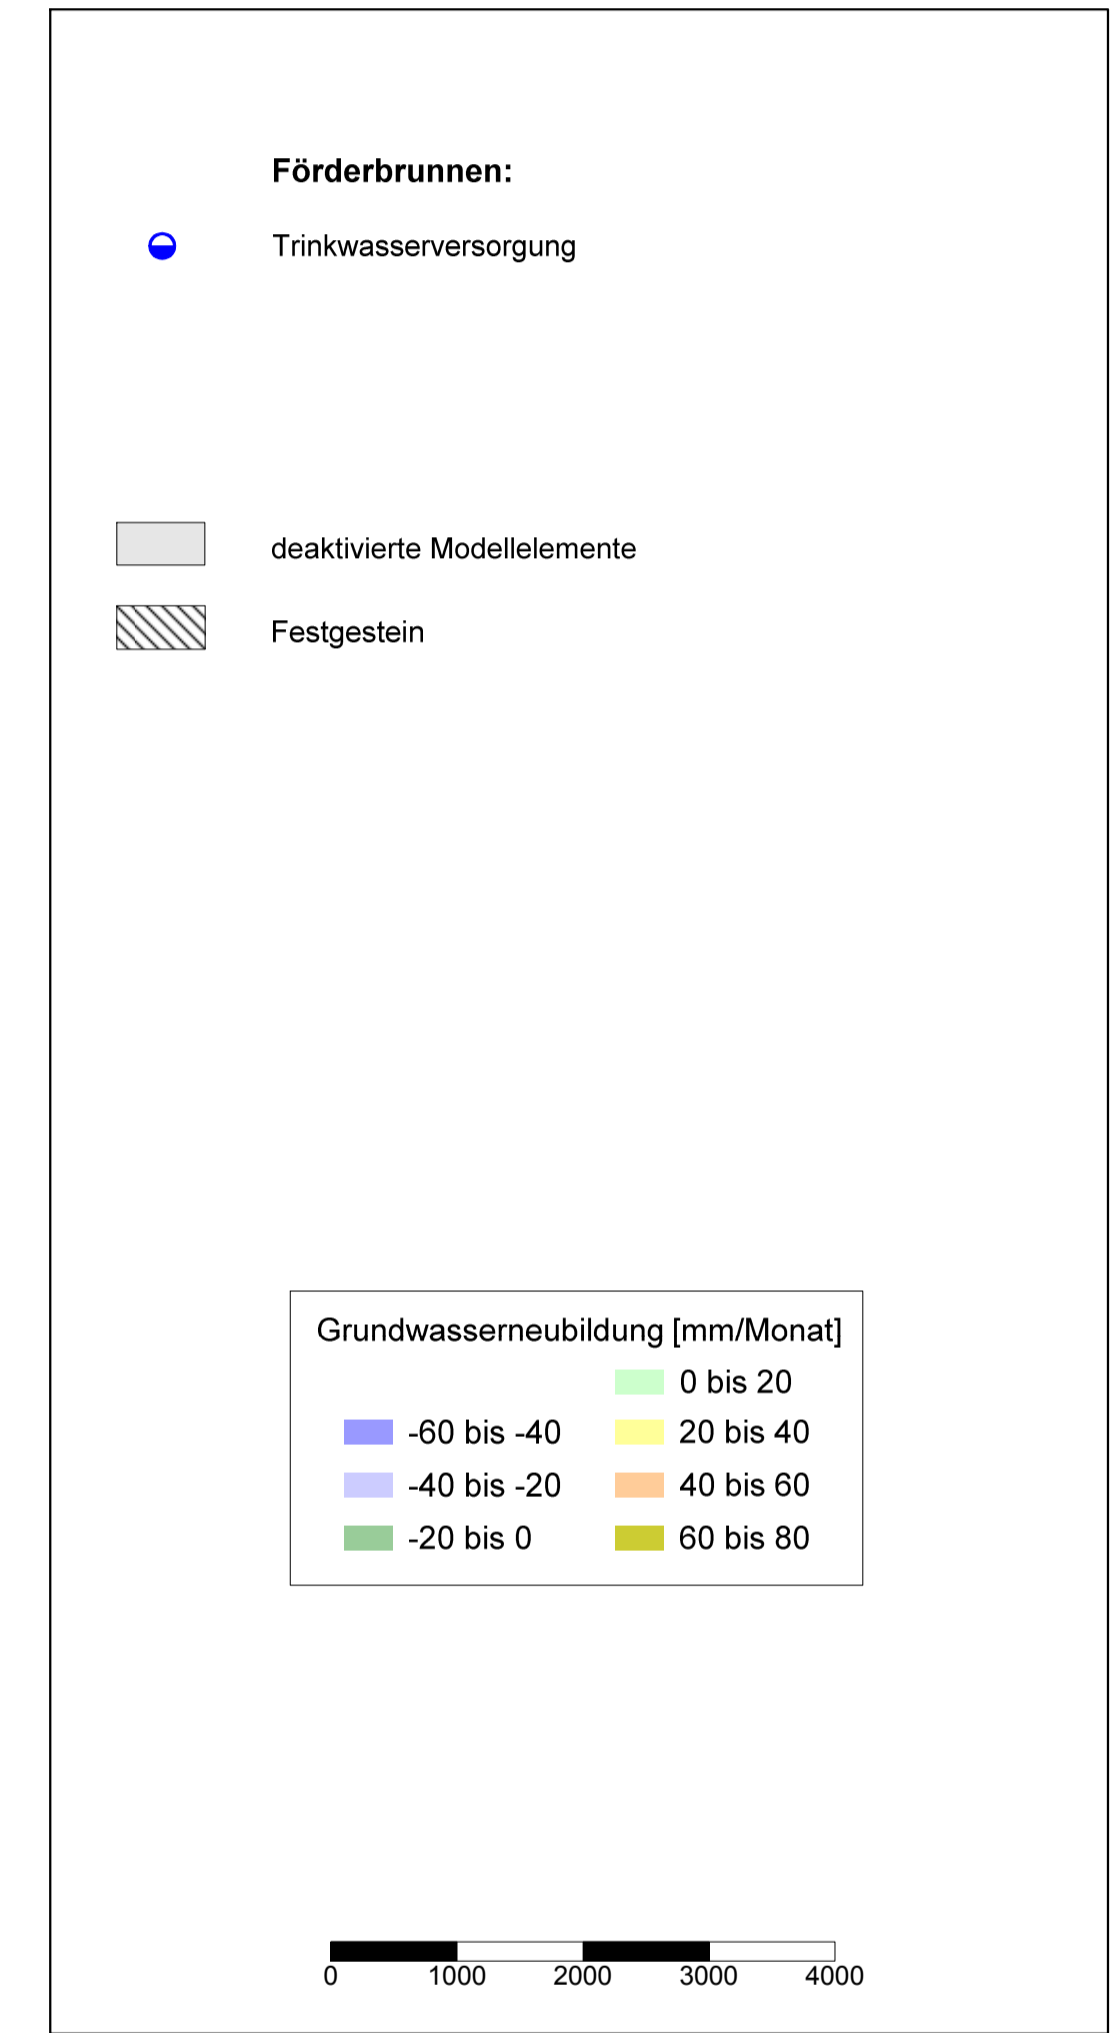 Förderbrunnen:
Trinkwasserversorgung
deaktivierte Modellelemente
Festgestein
Grundwasserneubildung [mm/Monat]
0 bis 20
-60 bis -40 20 bis 40
-40 bis -20 40 bis 60
-20 bis 0 60 bis 80
0 1000 2000 3000 4000